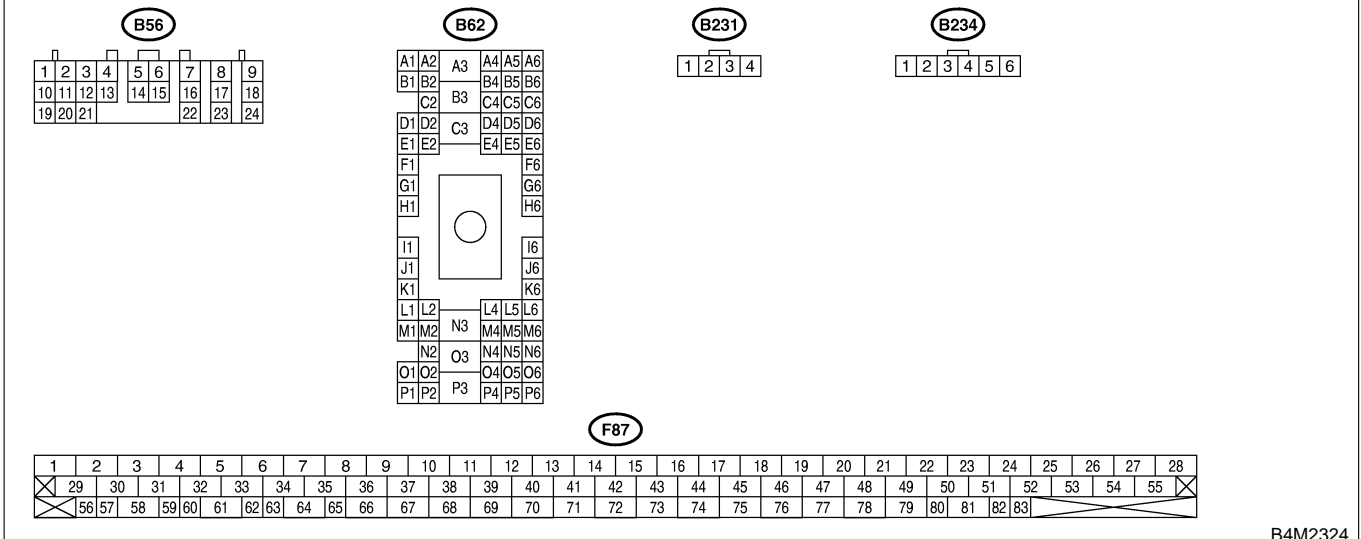 B56 B62 B231 B234
1 2 3 4 5 6 7 8 9
10 11 12 13 14 15 16 17 18
19 20 21 22 23 24
A1 A2 A3 A4 A5 A6
B1 B2 B4 B5 B6
B3
C2 C4 C5 C6
C3
D1 D2 D4 D5 D6
E1 E2 E4 E5 E6
F1 F6
G1 G6
H1 H6
I1 I6
J1 J6
K1 K6
L1 L2 L4 L5 L6
N3
M1 M2 M4 M5 M6
N2 N4 N5 N6
O3
O1 O2 O4 O5 O6
P1 P2 P3 P4 P5 P6
1 2 3 4
1 2 3 4 5 6
F87
1 2 3 4 5 6 7 8 9 10 11 12 13 14 15 16 17 18 19 20 21 22 23 24 25 26 27 28
29 30 31 32 33 34 35 36 37 38 39 40 41 42 43 44 45 46 47 48 49 50 51 52 53 54 55
56 57 58 59 60 61 62 63 64 65 66 67 68 69 70 71 72 73 74 75 76 77 78 79 80 81 82 83
B4M2324